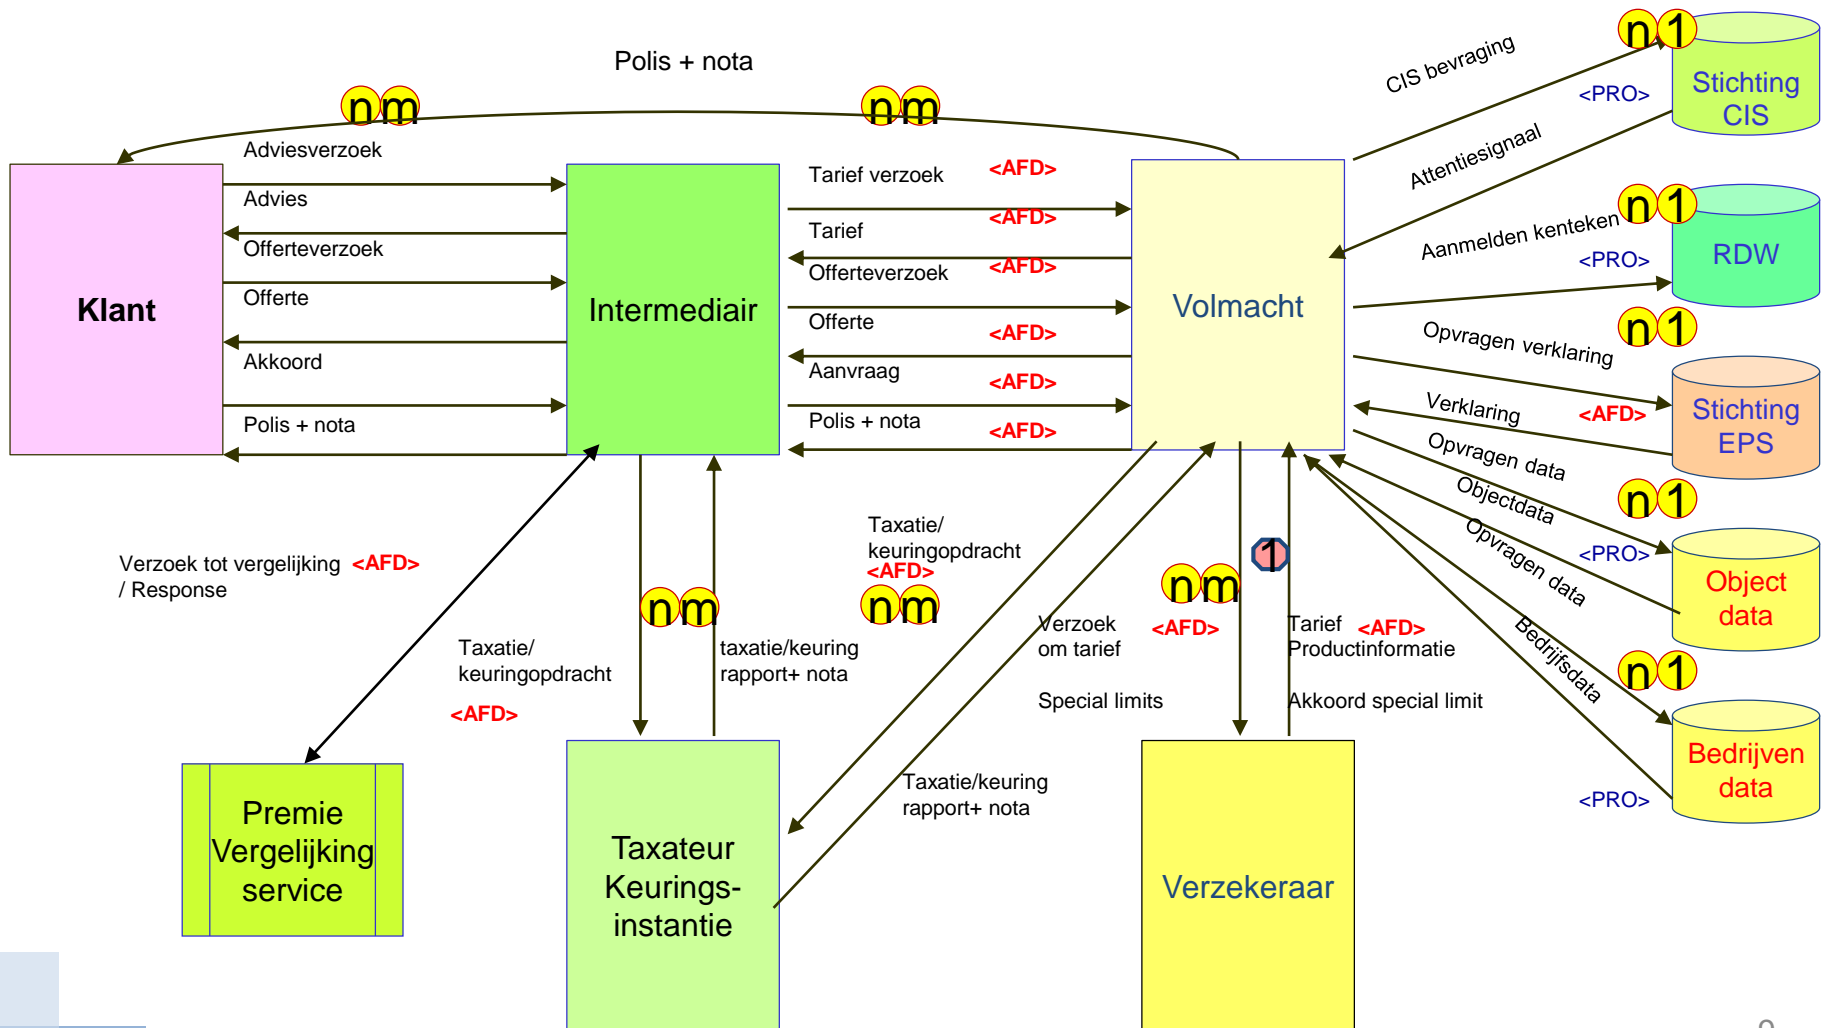 Polis + nota
n m
n m
Klant
Adviesverzoek
Advies
Offerteverzoek
Offerte
Akkoord
Polis + nota
Intermediair
Tarief verzoek <AFD>
Tarief <AFD>
Offerteverzoek <AFD>
Offerte <AFD>
Aanvraag <AFD>
Polis + nota <AFD>
Volmacht
CIS bevraging
n 1
<PRO>
Stichting
CIS
Attentiesignaal
n 1
Aanmelden kenteken
<PRO>
RDW
n 1
Opvragen verklaring
Verklaring
<AFD>
Stichting
EPS
Opvragen data
n 1
Objectdata
<PRO>
Object
data
Opvragen data
n 1
Bedrijfsdata
<PRO>
Bedrijven
data
Verzoek tot vergelijking <AFD>
/ Response
Premie
Vergelijking
service
Taxatie/
keuringopdracht
<AFD>
n m
taxatie/keuring
rapport+ nota
Taxateur
Keurings-
instantie
Taxatie/
keuringopdracht
<AFD>
n m
Taxatie/keuring
rapport+ nota
n m
Verzoek <AFD>
om tarief
Special limits
1
Tarief <AFD>
Productinformatie
Akkoord special limit
Verzekeraar